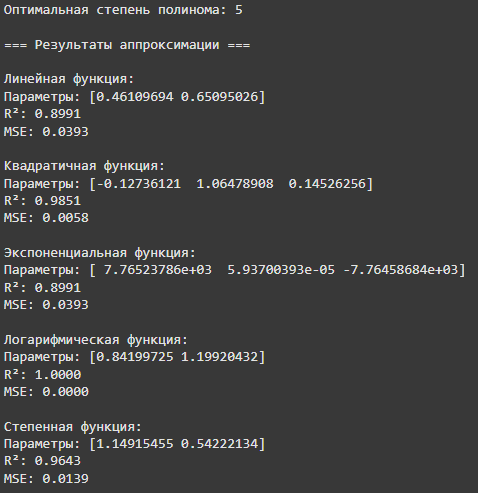 Оптимальная степень полинома: 5
=== Результаты аппроксимации ===
Линейная функция:
Параметры: [0.46109694 0.65095026]
R²: 0.8991
MSE: 0.0393
Квадратичная функция:
Параметры: [-0.12736121  1.06478908  0.14526256]
R²: 0.9851
MSE: 0.0058
Экспоненциальная функция:
Параметры: [ 7.76523786e+03  5.93700393e-05 -7.76458684e+03]
R²: 0.8991
MSE: 0.0393
Логарифмическая функция:
Параметры: [0.84199725 1.19920432]
R²: 1.0000
MSE: 0.0000
Степенная функция:
Параметры: [1.14915455 0.54222134]
R²: 0.9643
MSE: 0.0139